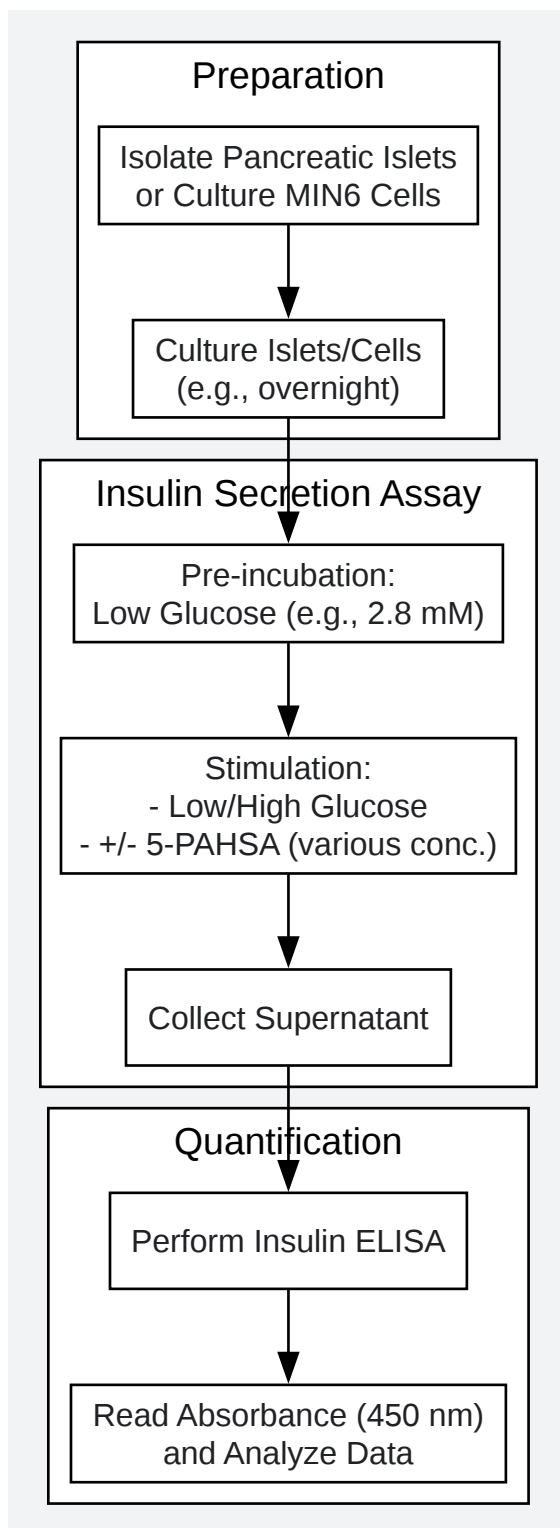 Preparation
Isolate Pancreatic Islets
or Culture MIN6 Cells
Culture Islets/Cells
(e.g., overnight)
Insulin Secretion Assay
Pre-incubation:
Low Glucose (e.g., 2.8 mM)
Stimulation:
- Low/High Glucose
- +/- 5-PAHSA (various conc.)
Collect Supernatant
Quantification
Perform Insulin ELISA
Read Absorbance (450 nm)
and Analyze Data